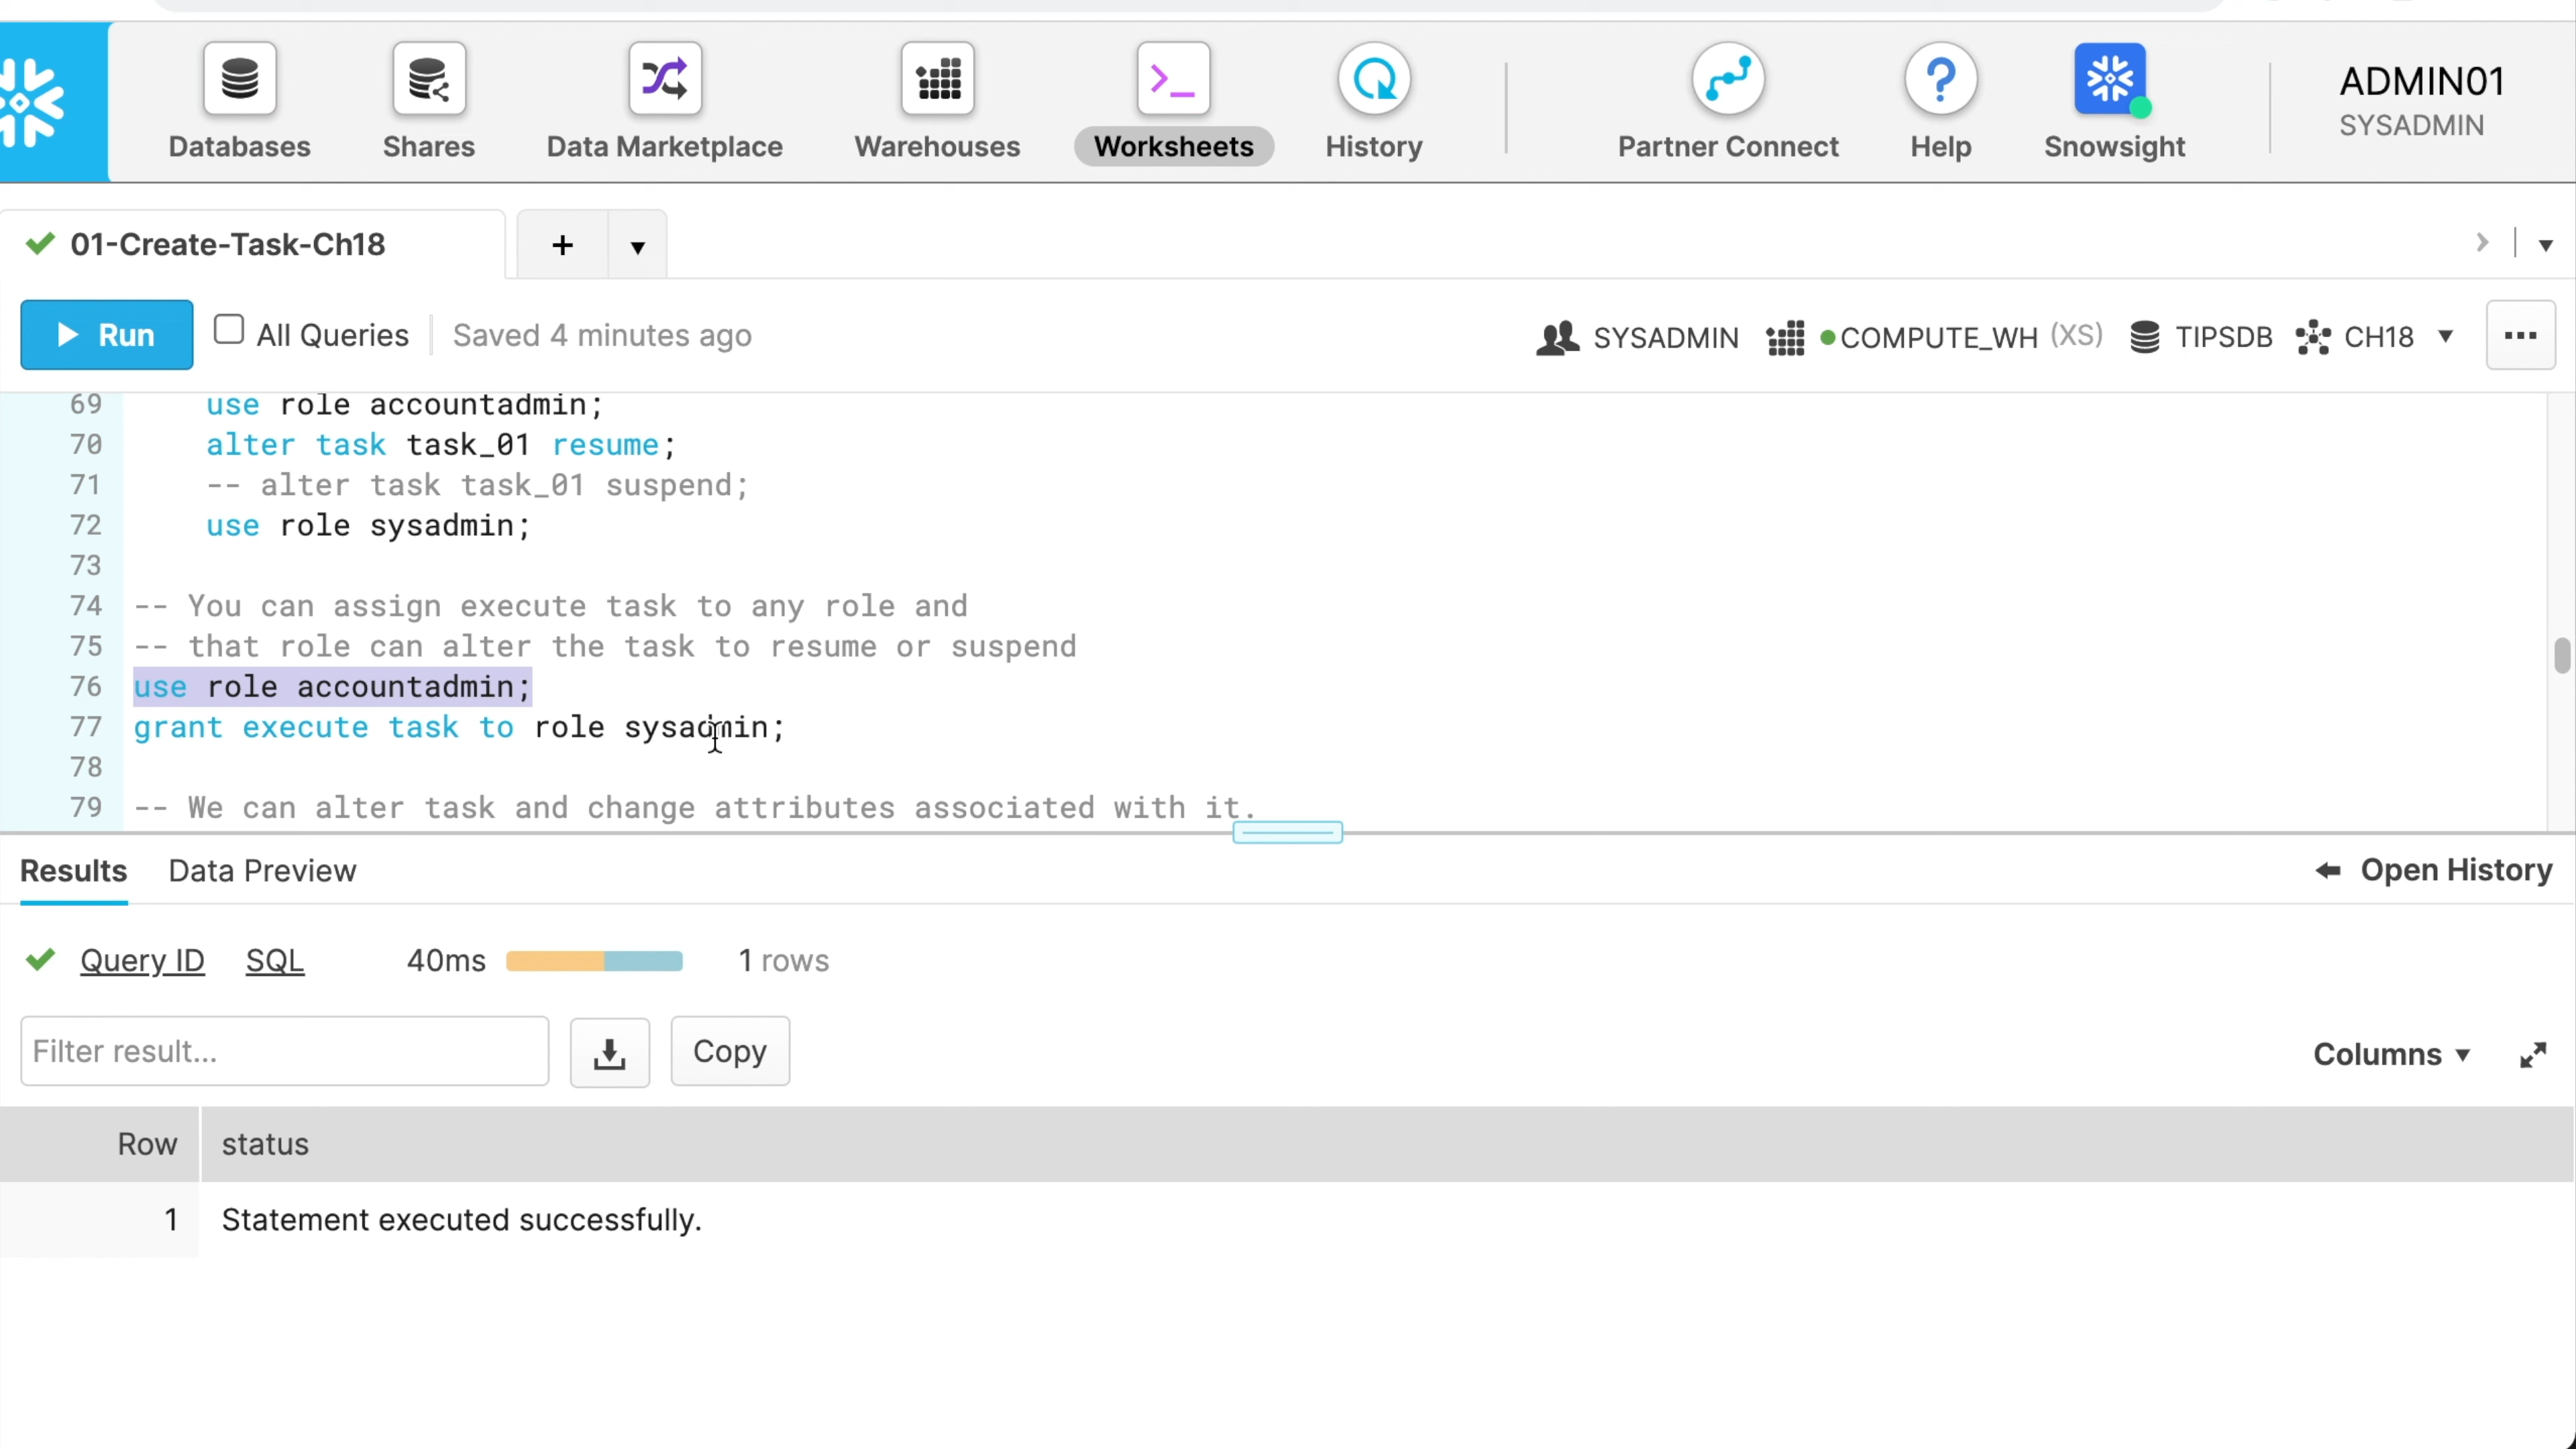 Databases
Shares
Data Marketplace
Warehouses
Worksheets
History
Partner Connect
Help
Snowsight
ADMIN01
SYSADMIN
01-Create-Task-Ch18
+
Run
All Queries
Saved 4 minutes ago
SYSADMIN
COMPUTE_WH (XS)
TIPSDB
CH18
69 use role accountadmin;
70 alter task task_01 resume;
71 -- alter task task_01 suspend;
72 use role sysadmin;
73
74 -- You can assign execute task to any role and
75 -- that role can alter the task to resume or suspend
76 use role accountadmin;
77 grant execute task to role sysadmin;
78
79 -- We can alter task and change attributes associated with it.
Results
Data Preview
Open History
Query ID
SQL
40ms
1 rows
Filter result...
Copy
Columns
Row status
1 Statement executed successfully.